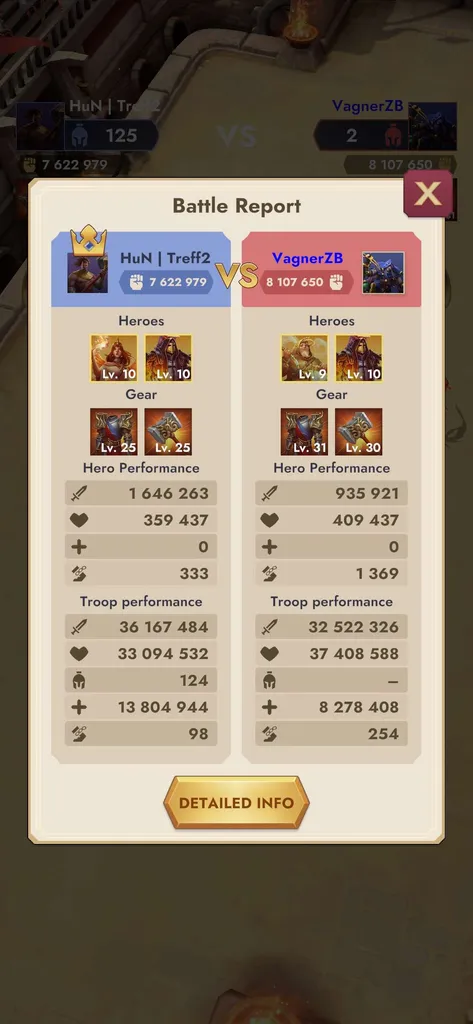 HuN | Treff2
VagnerZB
125
VS
2
7 622 979
8 107 650
Battle Report
X
HuN | Treff2
7 622 979
VS
VagnerZB
8 107 650
Heroes
Heroes
Lv. 10
Lv. 10
Lv. 9
Lv. 10
Gear
Gear
Lv. 25
Lv. 25
Lv. 31
Lv. 30
Hero Performance
Hero Performance
1 646 263
935 921
359 437
409 437
0
0
333
1 369
Troop performance
Troop performance
36 167 484
32 522 326
33 094 532
37 408 588
124
–
13 804 944
8 278 408
98
254
DETAILED INFO